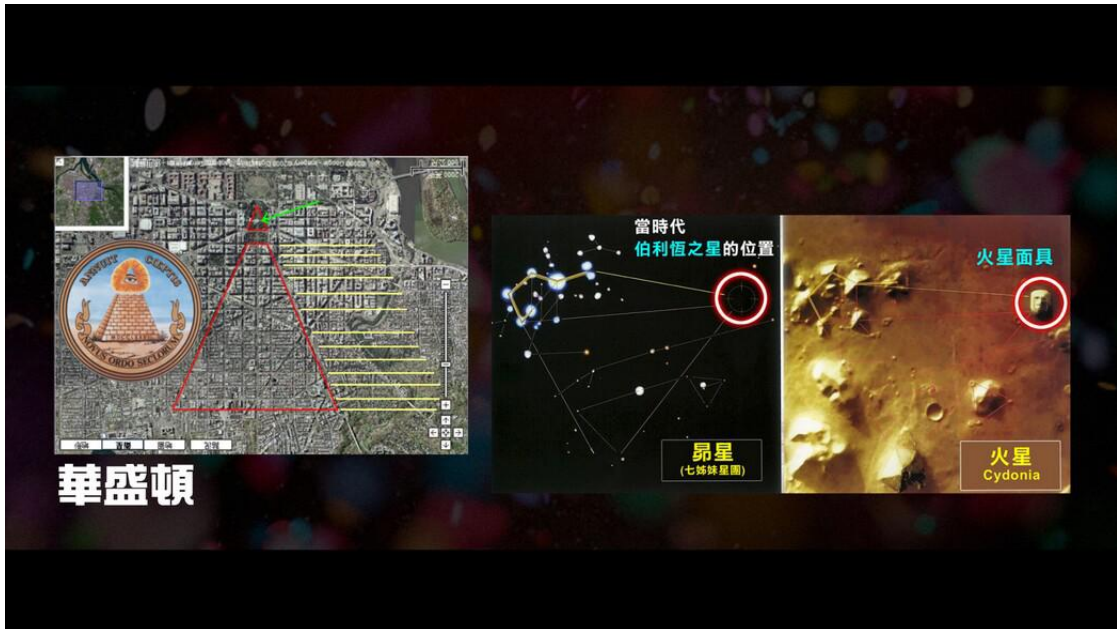 ANNUIT CŒPTIS
NOVUS ORDO SECLORUM
華盛頓
當時代
伯利恆之星的位置
昴星
(七姊妹星團)
火星面具
火星
Cydonia